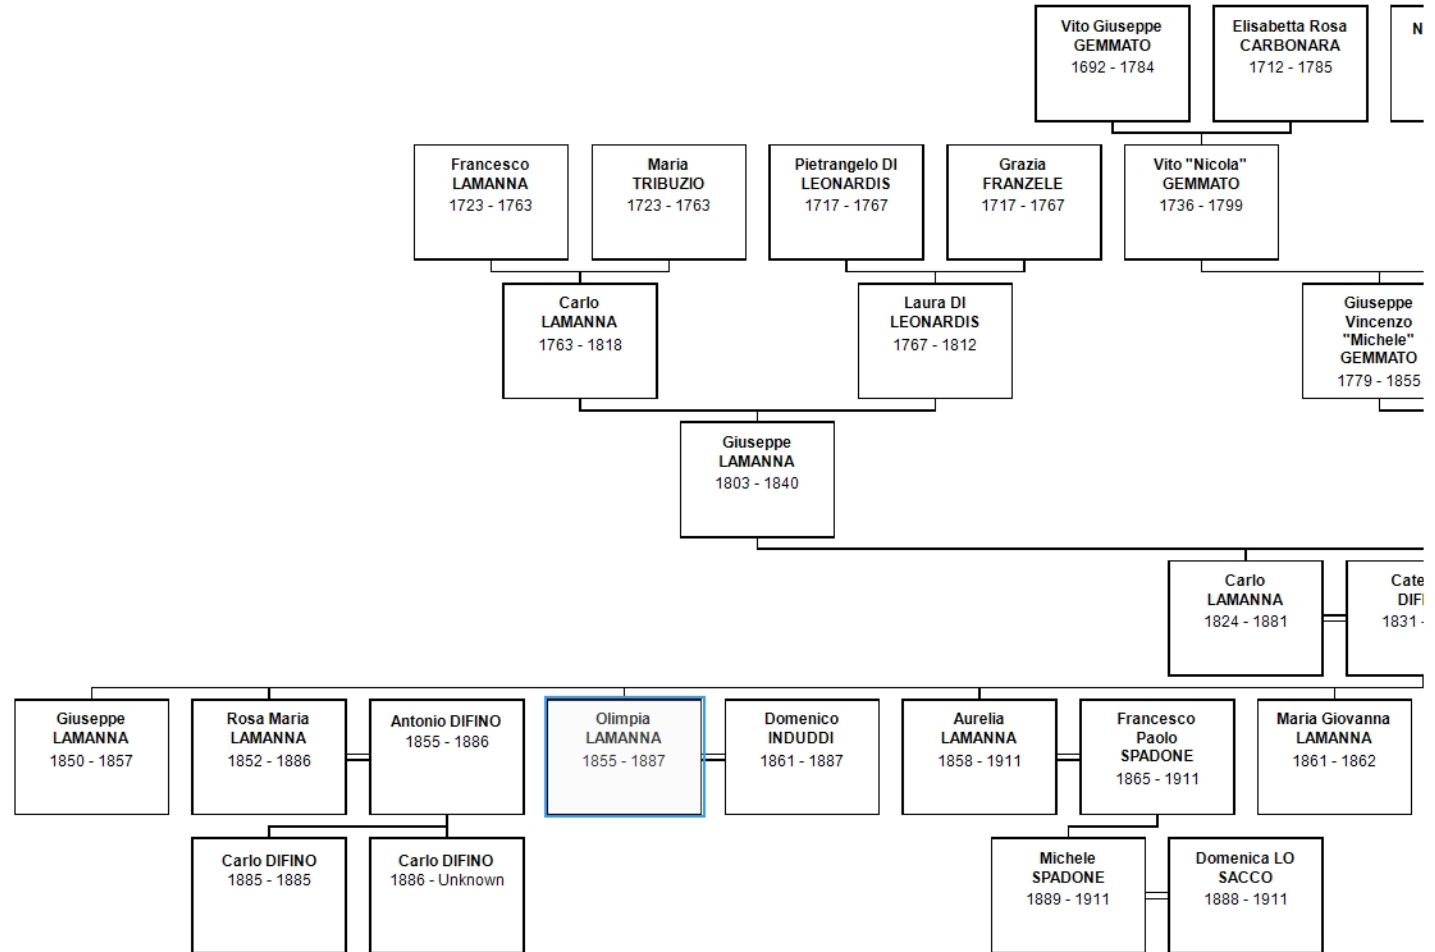 Vito Giuseppe
GEMMATO
1692 - 1784
Elisabetta Rosa
CARBONARA
1712 - 1785
N
Francesco
LAMANNA
1723 - 1763
Maria
TRIBUZIO
1723 - 1763
Pietrangelo DI
LEONARDIS
1717 - 1767
Grazia
FRANZELE
1717 - 1767
Vito "Nicola"
GEMMATO
1736 - 1799
Carlo
LAMANNA
1763 - 1818
Laura DI
LEONARDIS
1767 - 1812
Giuseppe
Vincenzo
"Michele"
GEMMATO
1779 - 1855
Giuseppe
LAMANNA
1803 - 1840
Carlo
LAMANNA
1824 - 1881
Cate
DIF
1831 -
Giuseppe
LAMANNA
1850 - 1857
Rosa Maria
LAMANNA
1852 - 1886
Antonio DIFINO
1855 - 1886
Olimpia
LAMANNA
1855 - 1887
Domenico
INDUDDI
1861 - 1887
Aurelia
LAMANNA
1858 - 1911
Francesco
Paolo
SPADONE
1865 - 1911
Maria Giovanna
LAMANNA
1861 - 1862
Carlo DIFINO
1885 - 1885
Carlo DIFINO
1886 - Unknown
Michele
SPADONE
1889 - 1911
Domenica LO
SACCO
1888 - 1911